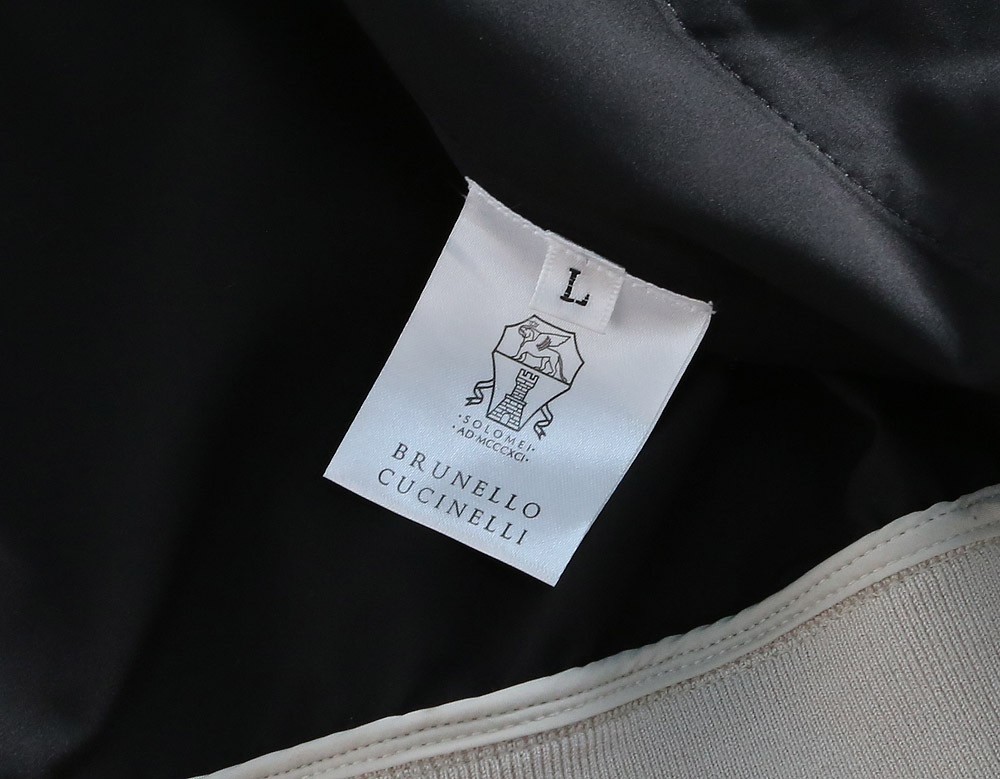 L
·SOLOMEI·
·AD MCCCXCI·
BRUNELLO
CUCINELLI